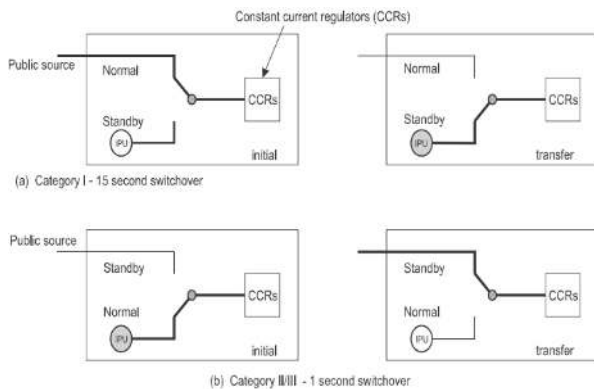 Constant current regulators (CCRs)
Public source
Normal
CCRs
Standby
IPU
initial
Normal
CCRs
Standby
IPU
transfer
(a) Category I - 15 second switchover
Public source
Standby
CCRs
Normal
IPU
initial
Standby
CCRs
Normal
IPU
transfer
(b) Category II/III - 1 second switchover